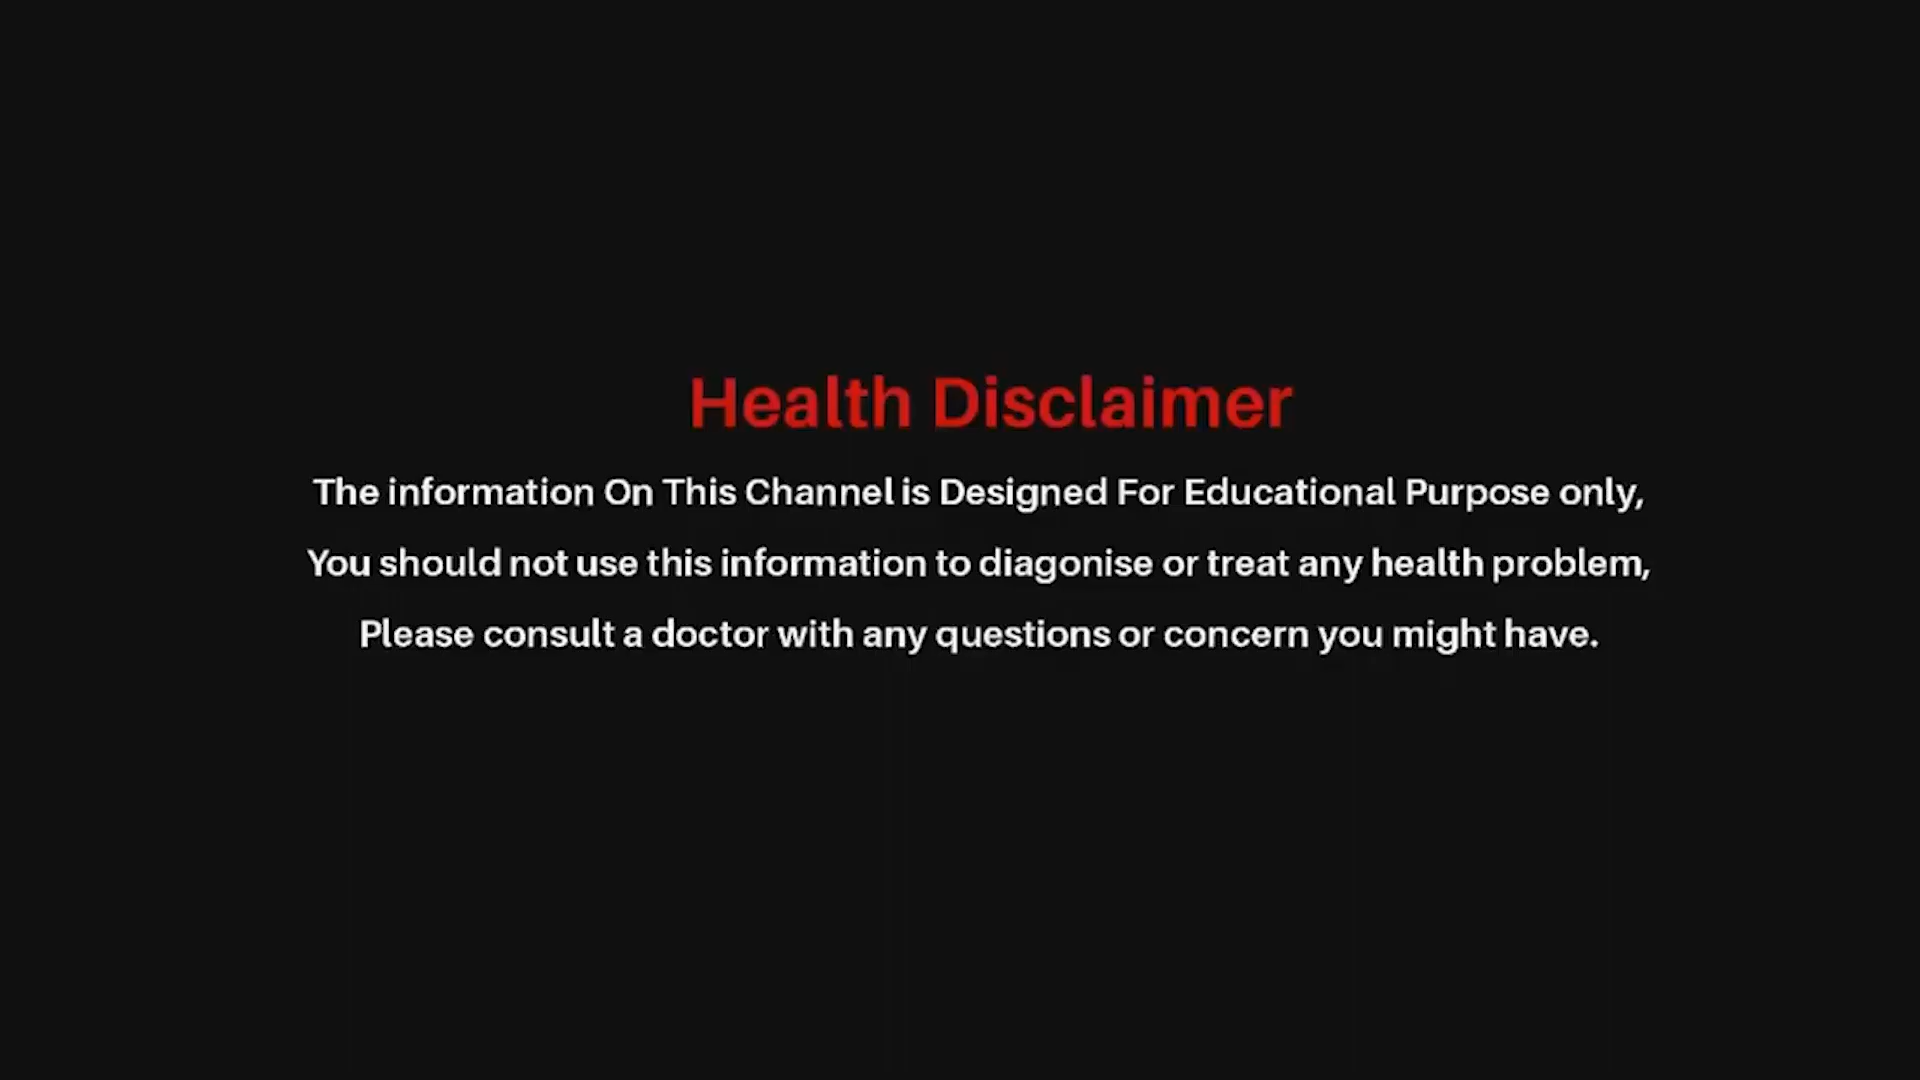 Health Disclaimer
The information On This Channel is Designed For Educational Purpose only,
You should not use this information to diagonise or treat any health problem,
Please consult a doctor with any questions or concern you might have.